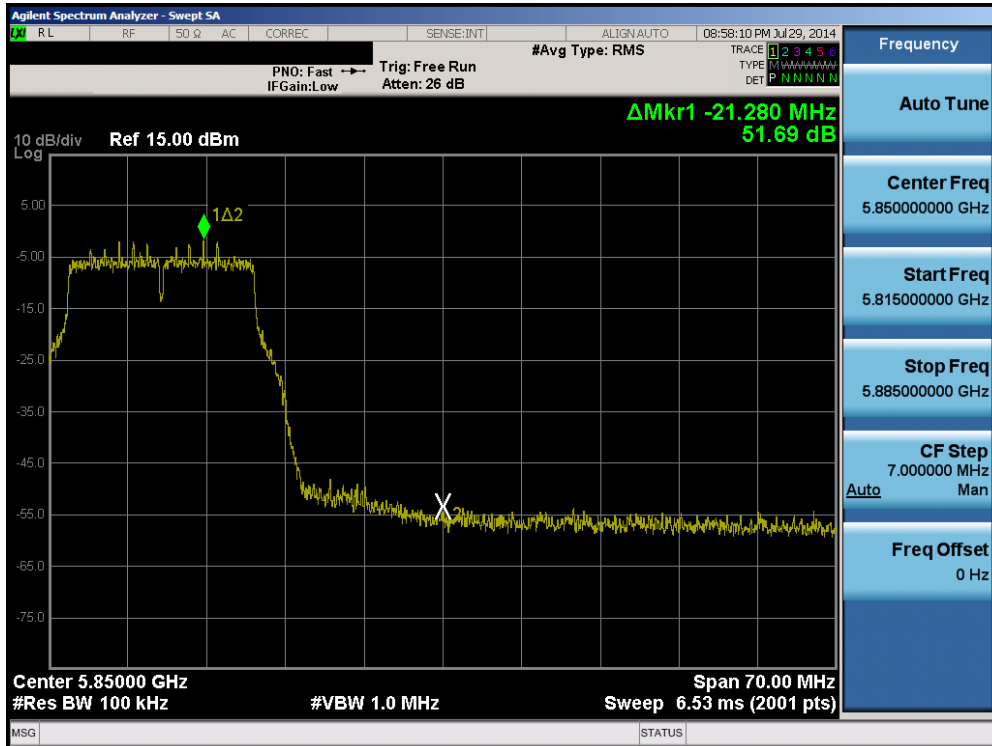 Agilent Spectrum Analyzer - Swept SA
LXI RL RF 50 Ω AC CORREC SENSE:INT ALIGN AUTO 08:58:10 PM Jul 29, 2014
#Avg Type: RMS TRACE 1 2 3 4 5 6
PNO: Fast Trig: Free Run TYPE M W W W W W
IFGain:Low Atten: 26 dB DET P N N N N N
ΔMkr1 -21.280 MHz
51.69 dB
10 dB/div Ref 15.00 dBm
Log
5.00
1Δ2
-5.00
-15.0
-25.0
-35.0
-45.0
-55.0
X2
-65.0
-75.0
Center 5.85000 GHz Span 70.00 MHz
#Res BW 100 kHz #VBW 1.0 MHz Sweep 6.53 ms (2001 pts)
MSG STATUS
Frequency
Auto Tune
Center Freq
5.850000000 GHz
Start Freq
5.815000000 GHz
Stop Freq
5.885000000 GHz
CF Step
7.000000 MHz
Auto Man
Freq Offset
0 Hz